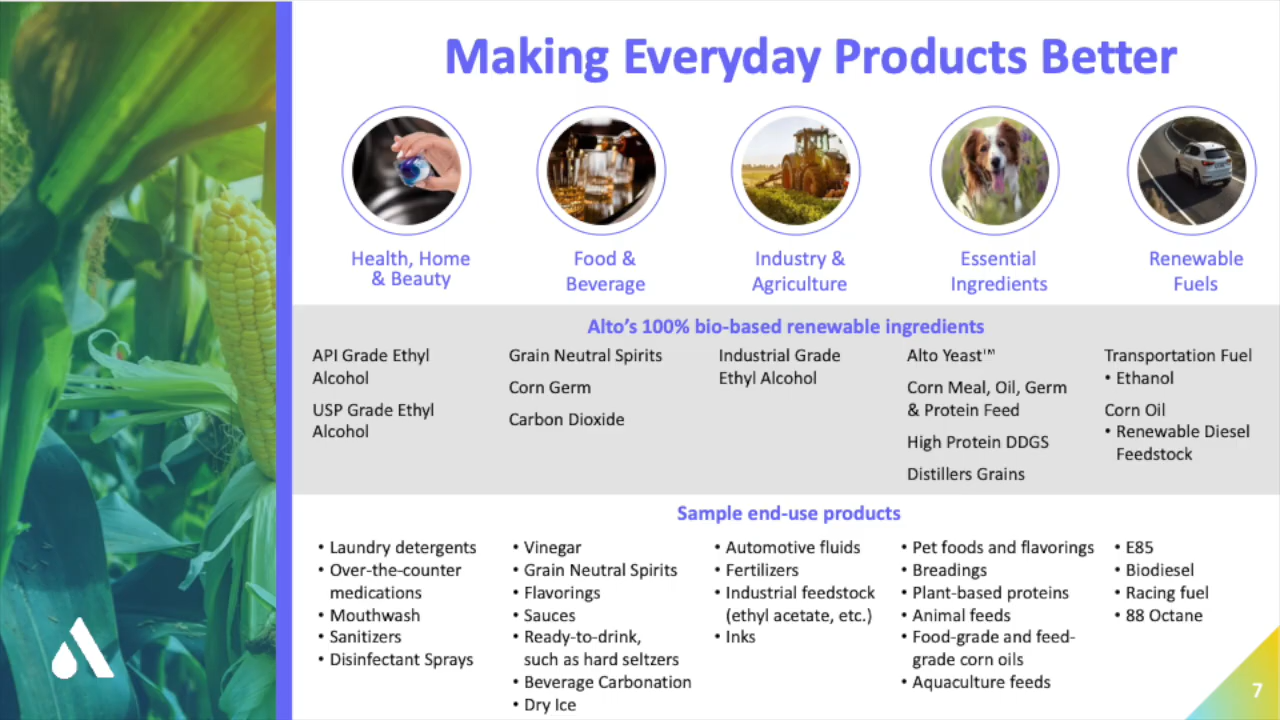 Making Everyday Products Better
Health, Home
& Beauty
Food &
Beverage
Industry &
Agriculture
Essential
Ingredients
Renewable
Fuels
Alto's 100% bio-based renewable ingredients
API Grade Ethyl
Alcohol
USP Grade Ethyl
Alcohol
Grain Neutral Spirits
Corn Germ
Carbon Dioxide
Industrial Grade
Ethyl Alcohol
Alto Yeast™
Corn Meal, Oil, Germ
& Protein Feed
High Protein DDGS
Distillers Grains
Transportation Fuel
• Ethanol
Corn Oil
• Renewable Diesel
Feedstock
Sample end-use products
• Laundry detergents
• Over-the-counter
medications
• Mouthwash
• Sanitizers
• Disinfectant Sprays
• Vinegar
• Grain Neutral Spirits
• Flavorings
• Sauces
• Ready-to-drink,
such as hard seltzers
• Beverage Carbonation
• Dry Ice
• Automotive fluids
• Fertilizers
• Industrial feedstock
(ethyl acetate, etc.)
• Inks
• Pet foods and flavorings
• Breadings
• Plant-based proteins
• Animal feeds
• Food-grade and feed-
grade corn oils
• Aquaculture feeds
• E85
• Biodiesel
• Racing fuel
• 88 Octane
7